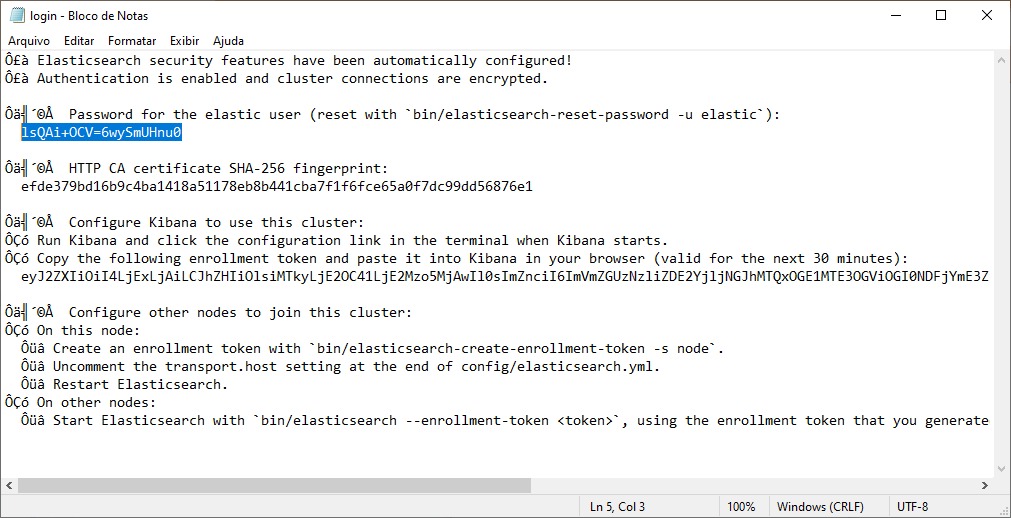 login - Bloco de Notas
Arquivo Editar Formatar Exibir Ajuda
Ô£à Elasticsearch security features have been automatically configured!
Ô£à Authentication is enabled and cluster connections are encrypted.
Ôä╣´©Å  Password for the elastic user (reset with `bin/elasticsearch-reset-password -u elastic`):
lsQAi+OCV=6wySmUHnu0
Ôä╣´©Å  HTTP CA certificate SHA-256 fingerprint:
efde379bd16b9c4ba1418a51178eb8b441cba7f1f6fce65a0f7dc99dd56876e1
Ôä╣´©Å  Configure Kibana to use this cluster:
ÔÇó Run Kibana and click the configuration link in the terminal when Kibana starts.
ÔÇó Copy the following enrollment token and paste it into Kibana in your browser (valid for the next 30 minutes):
eyJ2ZXIiOiI4LjExLjAiLCJhZHIiOlsiMTkyLjE2OC41LjE2Mzo5MjAwIl0sImZnciI6ImVmZGUzNzliZDE2YjljNGJhMTQxOGE1MTE3OGViOGI0NDFjYmE3Z
Ôä╣´©Å  Configure other nodes to join this cluster:
ÔÇó On this node:
Ôüâ Create an enrollment token with `bin/elasticsearch-create-enrollment-token -s node`.
Ôüâ Uncomment the transport.host setting at the end of config/elasticsearch.yml.
Ôüâ Restart Elasticsearch.
ÔÇó On other nodes:
Ôüâ Start Elasticsearch with `bin/elasticsearch --enrollment-token <token>`, using the enrollment token that you generate
Ln 5, Col 3 100% Windows (CRLF) UTF-8